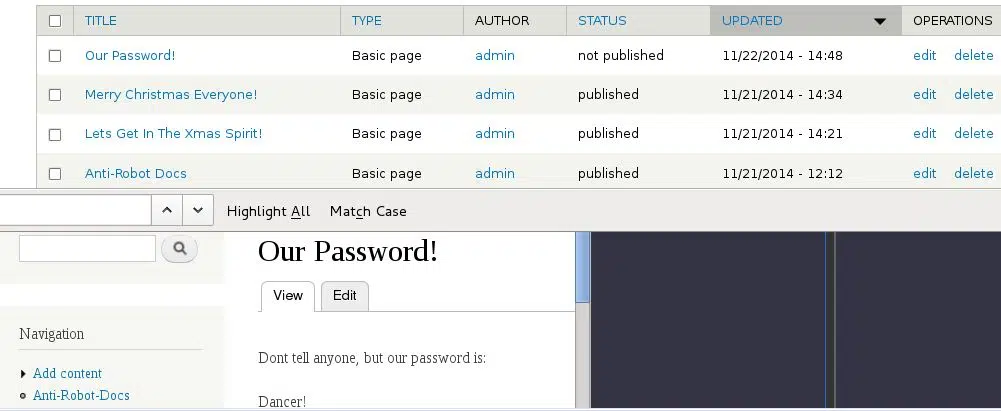 TITLE TYPE AUTHOR STATUS UPDATED OPERATIONS
Our Password! Basic page admin not published 11/22/2014 - 14:48 edit delete
Merry Christmas Everyone! Basic page admin published 11/21/2014 - 14:34 edit delete
Lets Get In The Xmas Spirit! Basic page admin published 11/21/2014 - 14:21 edit delete
Anti-Robot Docs Basic page admin published 11/21/2014 - 12:12 edit delete
Highlight All Match Case
Our Password!
View Edit
Navigation
Add content
Anti-Robot-Docs
Dont tell anyone, but our password is:
Dancer!